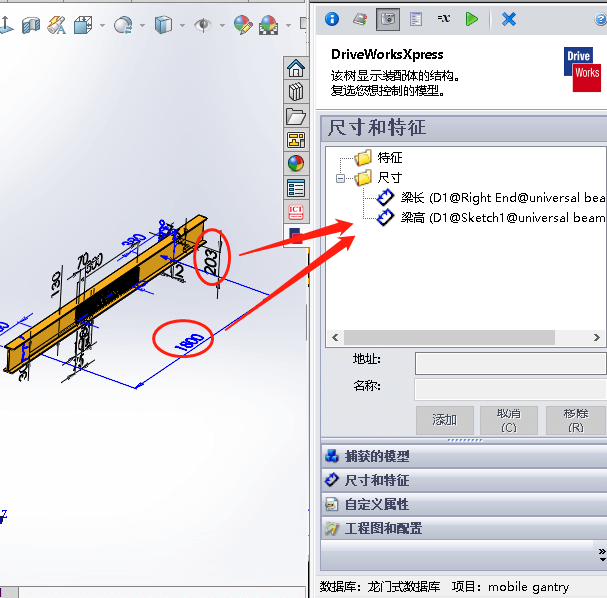 =X
DriveWorksXpress
该树显示装配体的结构。
复选您想控制的模型。
Drive
Works
尺寸和特征
特征
尺寸
梁长 (D1@Right End@universal bea
梁高 (D1@Sketch1@universal beam
地址:
名称:
添加
取消
(C)
移除
(R)
捕获的模型
尺寸和特征
自定义属性
工程图和配置
数据库: 龙门式数据库 项目: mobile gantry
ICT
203
1800
380
70
500
130
12
Z